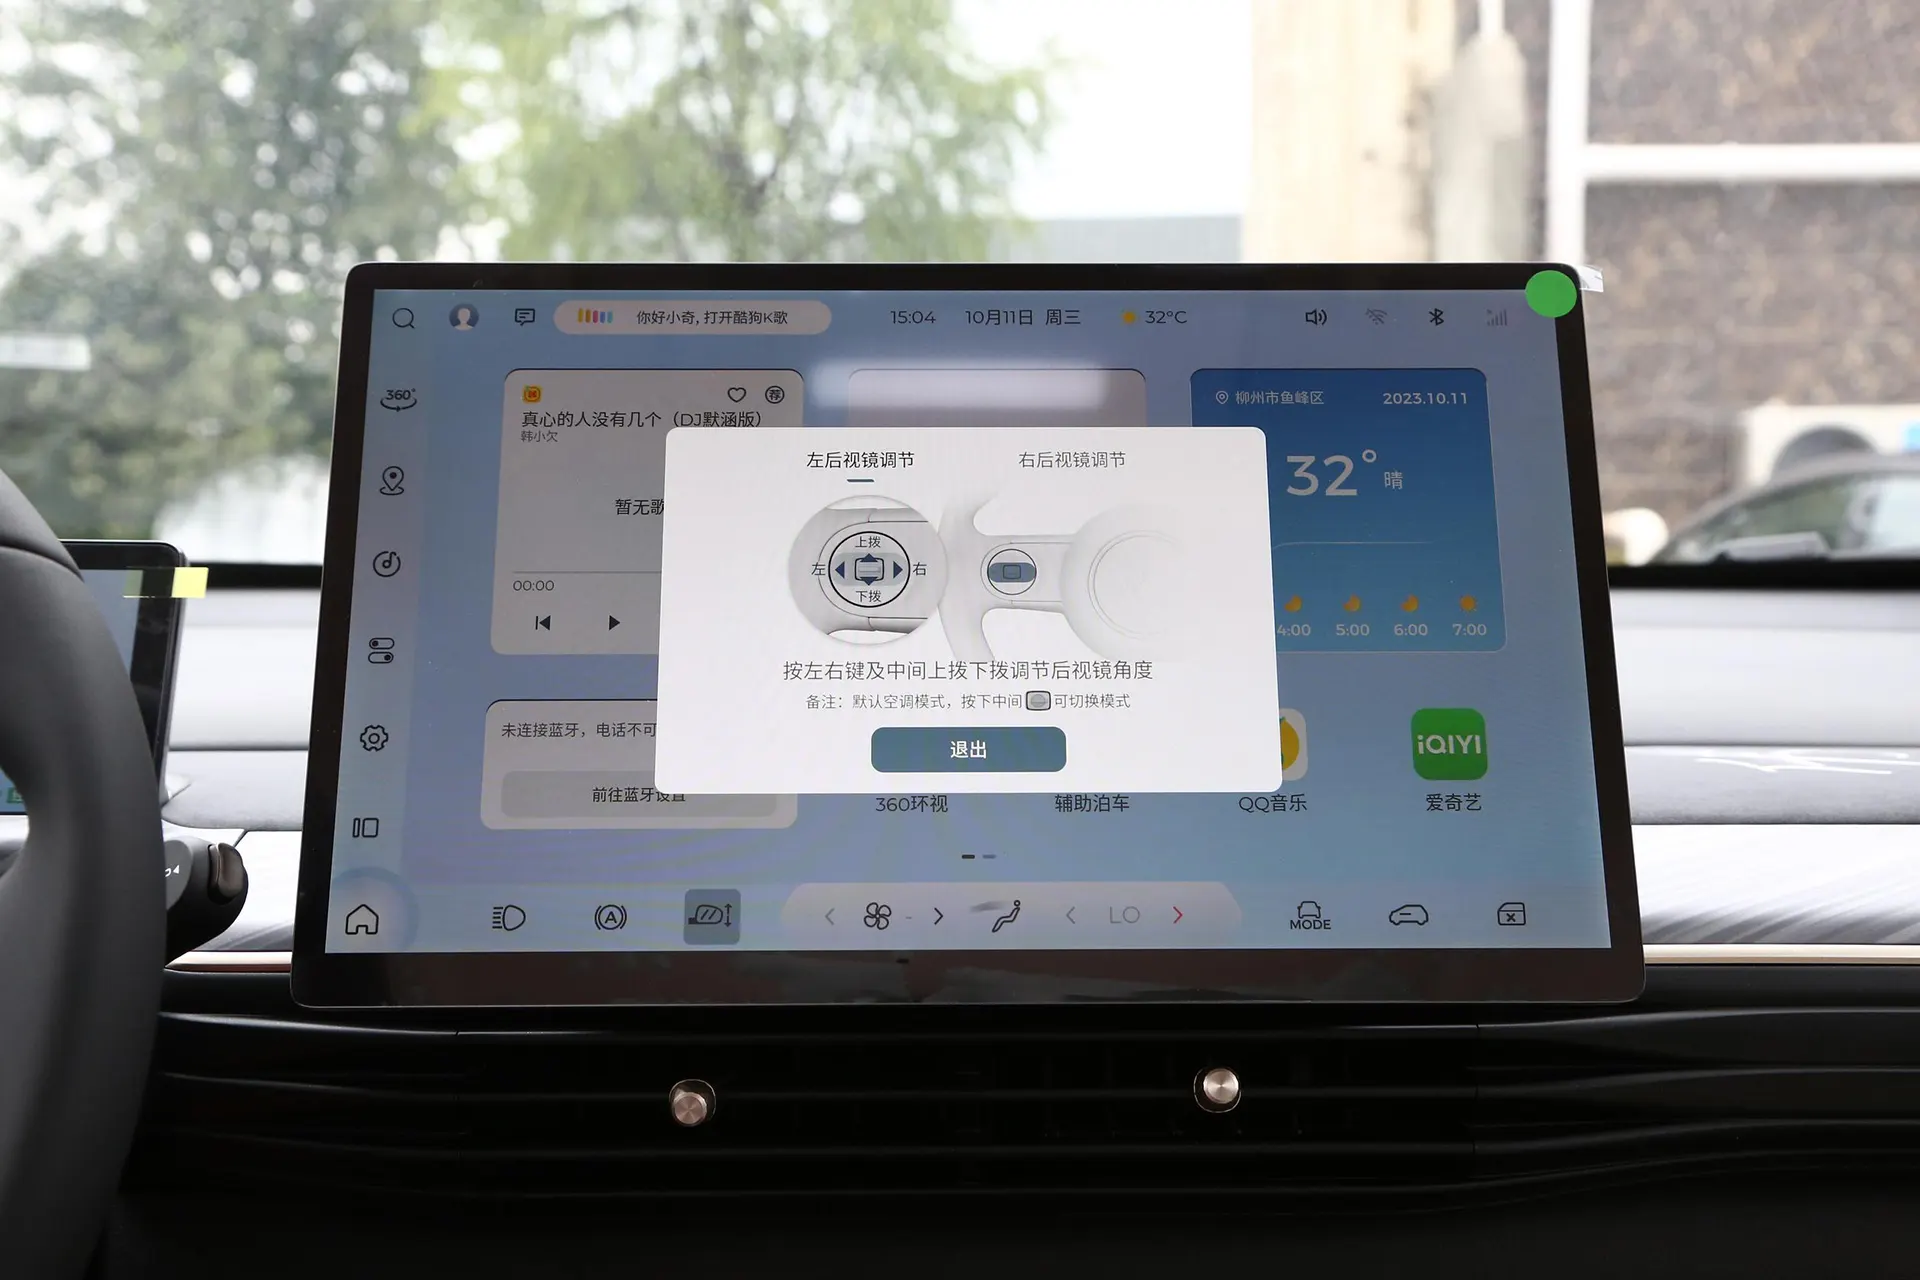 你好小奇, 打开酷狗K歌
15:04 10月11日 周三 32°C
360°
荐
真心的人没有几个（DJ默涵版）
韩小欠
暂无歌
00:00
柳州市鱼峰区 2023.10.11
32° 晴
4:00 5:00 6:00 7:00
左后视镜调节 右后视镜调节
上拨
左 右
下拨
按左右键及中间上拨下拨调节后视镜角度
备注：默认空调模式，按下中间 可切换模式
退出
未连接蓝牙，电话不可
前往蓝牙设置
iQIYI
360环视 辅助泊车 QQ音乐 爱奇艺
A
- LO
MODE